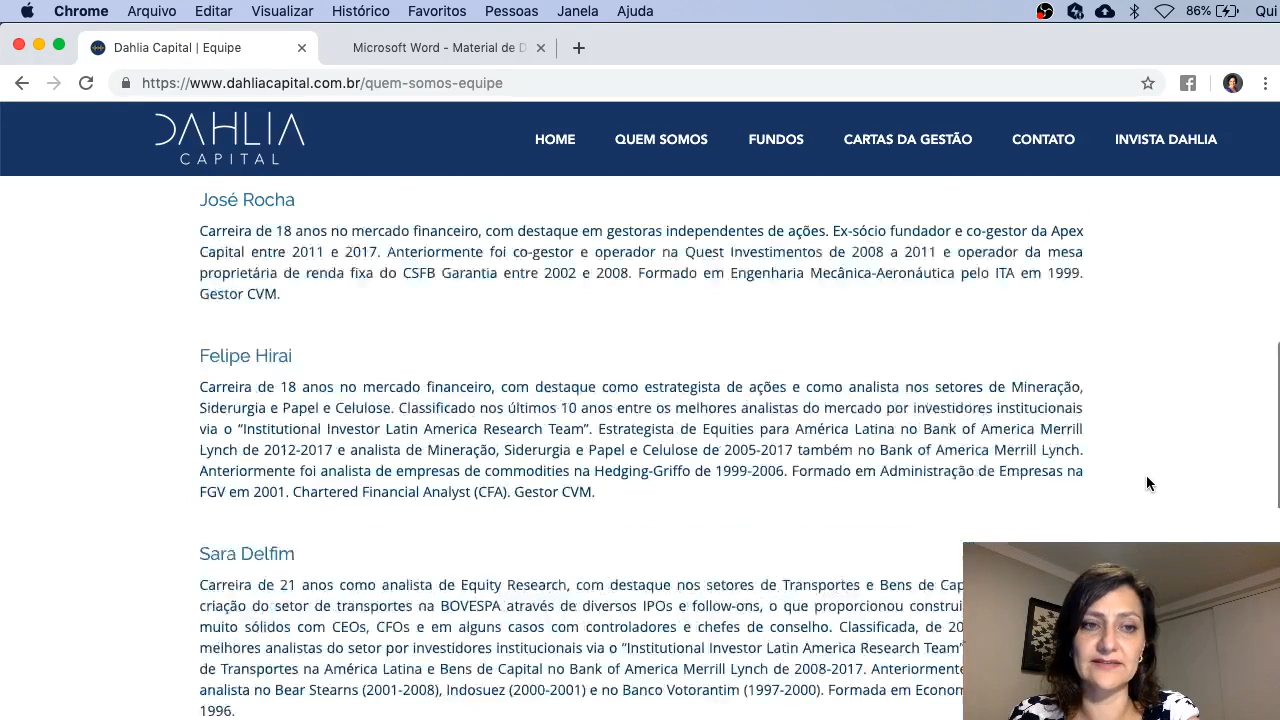 Chrome Arquivo Editar Visualizar Histórico Favoritos Pessoas Janela Ajuda 86% Qui
Dahlia Capital | Equipe Microsoft Word - Material de D
https://www.dahliacapital.com.br/quem-somos-equipe
DAHLIA
CAPITAL
HOME QUEM SOMOS FUNDOS CARTAS DA GESTÃO CONTATO INVISTA DAHLIA
José Rocha
Carreira de 18 anos no mercado financeiro, com destaque em gestoras independentes de ações. Ex-sócio fundador e co-gestor da Apex
Capital entre 2011 e 2017. Anteriormente foi co-gestor e operador na Quest Investimentos de 2008 a 2011 e operador da mesa
proprietária de renda fixa do CSFB Garantia entre 2002 e 2008. Formado em Engenharia Mecânica-Aeronáutica pelo ITA em 1999.
Gestor CVM.
Felipe Hirai
Carreira de 18 anos no mercado financeiro, com destaque como estrategista de ações e como analista nos setores de Mineração,
Siderurgia e Papel e Celulose. Classificado nos últimos 10 anos entre os melhores analistas do mercado por investidores institucionais
via o “Institutional Investor Latin America Research Team”. Estrategista de Equities para América Latina no Bank of America Merrill
Lynch de 2012-2017 e analista de Mineração, Siderurgia e Papel e Celulose de 2005-2017 também no Bank of America Merrill Lynch.
Anteriormente foi analista de empresas de commodities na Hedging-Griffo de 1999-2006. Formado em Administração de Empresas na
FGV em 2001. Chartered Financial Analyst (CFA). Gestor CVM.
Sara Delfim
Carreira de 21 anos como analista de Equity Research, com destaque nos setores de Transportes e Bens de Cap
criação do setor de transportes na BOVESPA através de diversos IPOs e follow-ons, o que proporcionou construi
muito sólidos com CEOs, CFOs e em alguns casos com controladores e chefes de conselho. Classificada, de 20
melhores analistas do setor por investidores institucionais via o “Institutional Investor Latin America Research Team”
de Transportes na América Latina e Bens de Capital no Bank of America Merrill Lynch de 2008-2017. Anteriormente
analista no Bear Stearns (2001-2008), Indosuez (2000-2001) e no Banco Votorantim (1997-2000). Formada em Econom
1996.